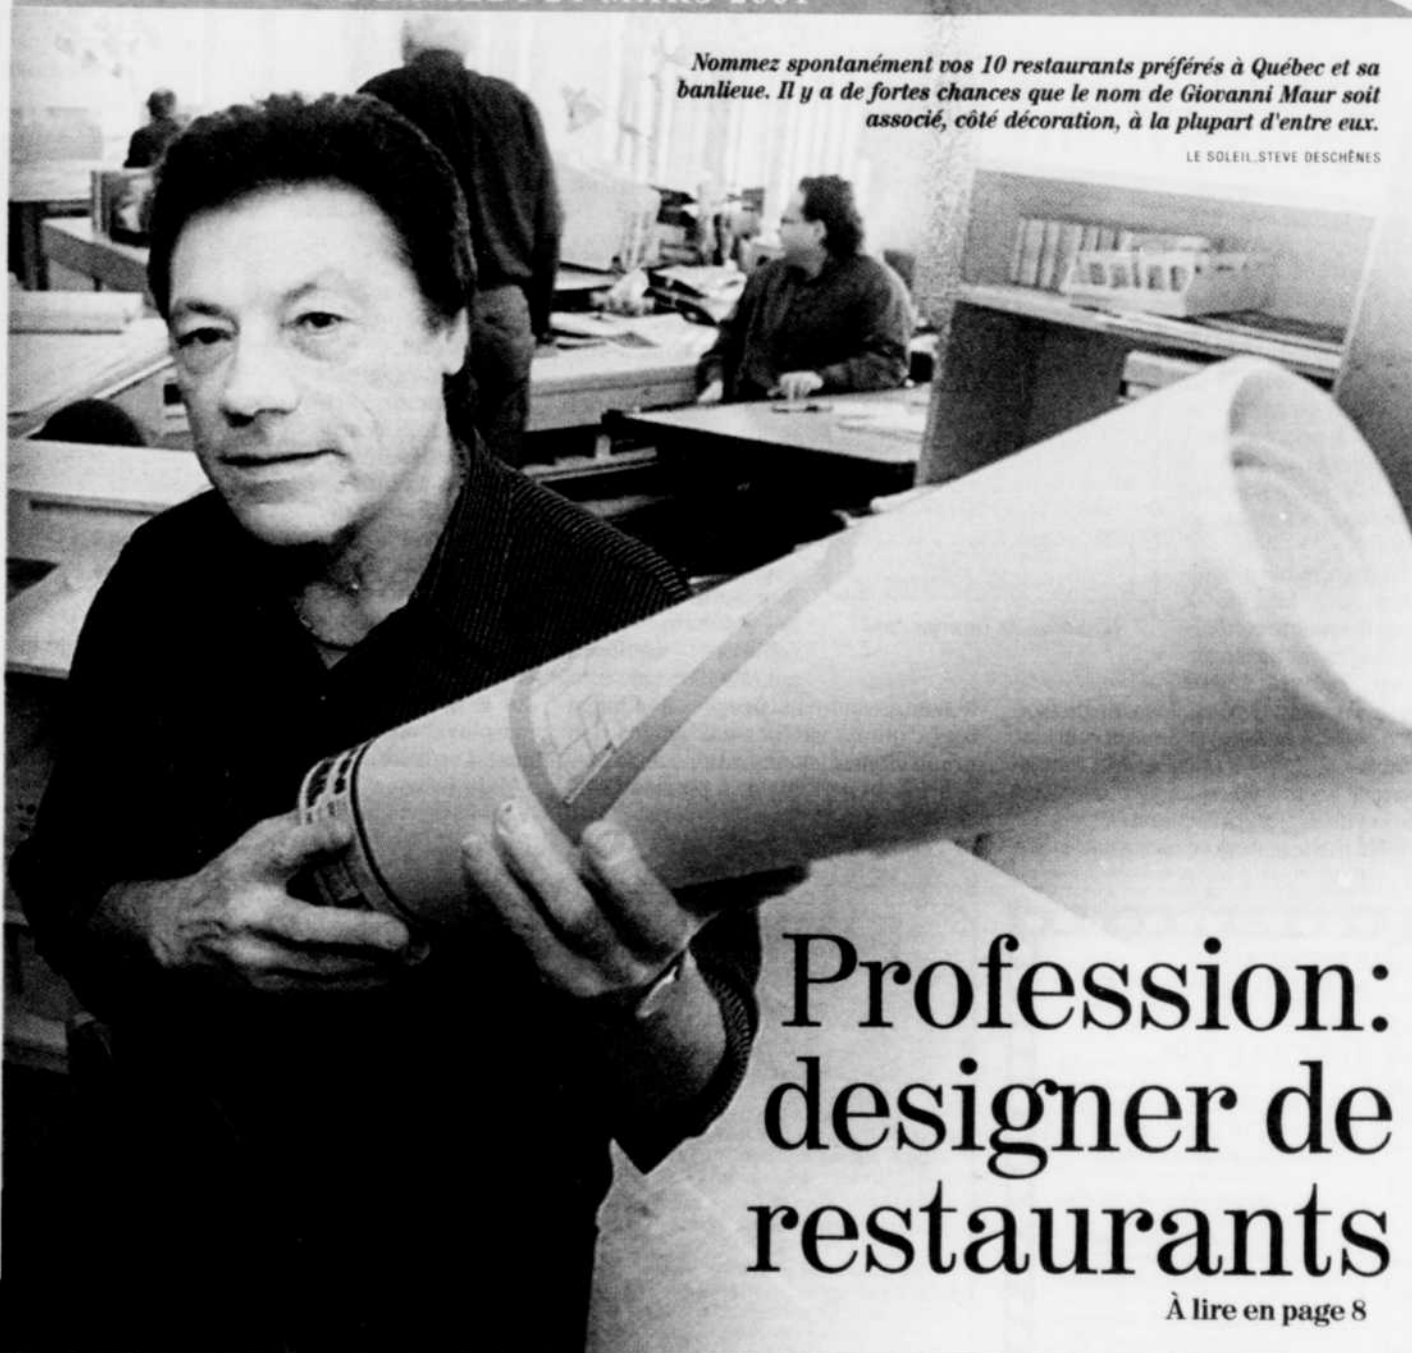 Nommez spontanément vos 10 restaurants préférés à Québec et sa
banlieue. Il y a de fortes chances que le nom de Giovanni Maur soit
associé, côté décoration, à la plupart d'entre eux.
LE SOLEIL, STEVE DESCHÊNES
Profession:
designer de
restaurants
À lire en page 8